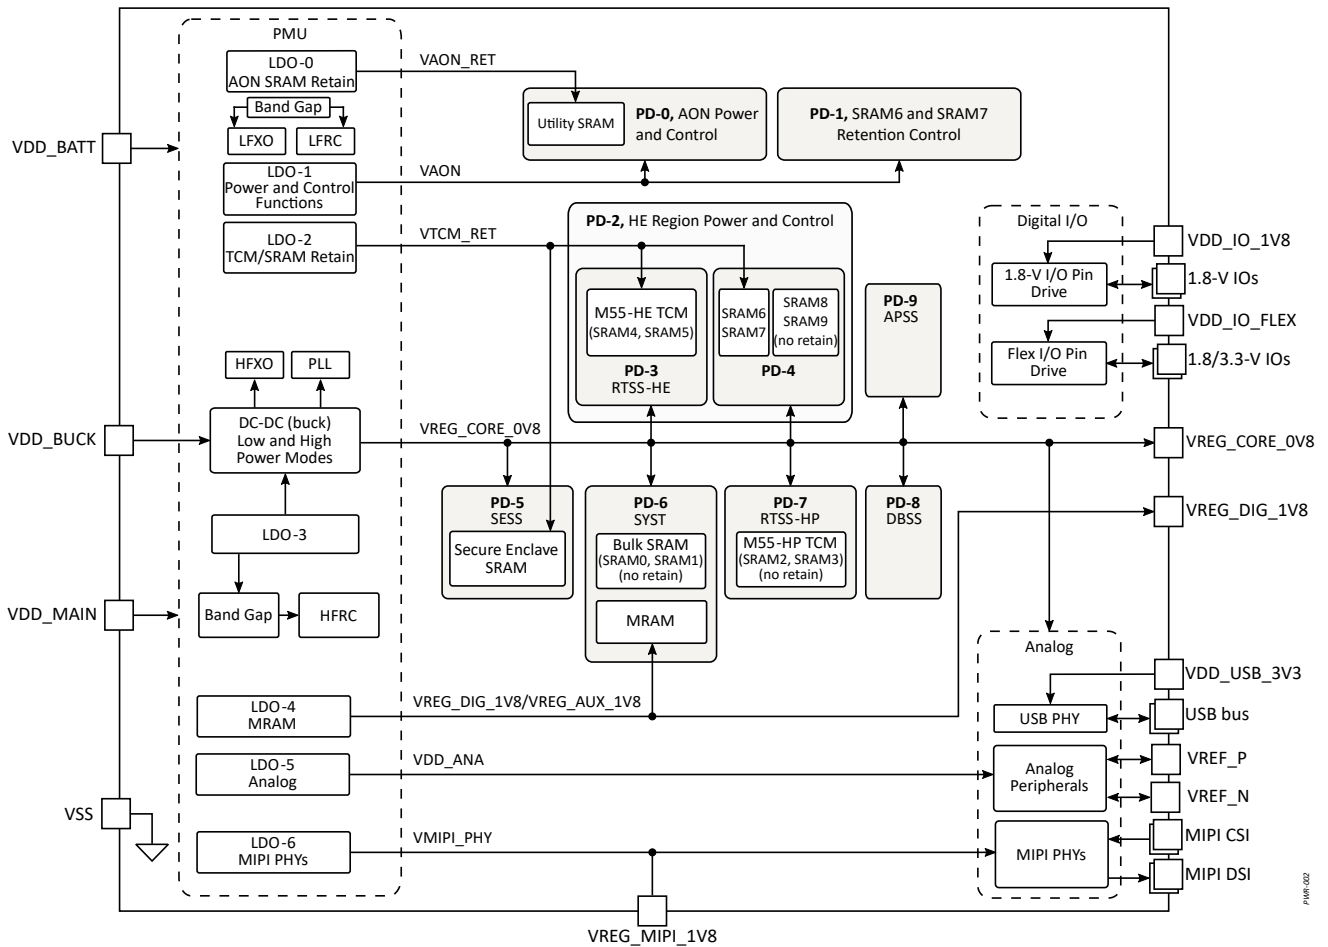 PMU
LDO-0
AON SRAM Retain
Band Gap
LFXO
LFRC
LDO-1
Power and Control
Functions
LDO-2
TCM/SRAM Retain
HFXO
PLL
DC-DC (buck)
Low and High
Power Modes
LDO-3
Band Gap
HFRC
LDO-4
MRAM
LDO-5
Analog
LDO-6
MIPI PHYs
VDD_BATT
VDD_BUCK
VDD_MAIN
VSS
VAON_RET
VAON
VTCM_RET
VREG_CORE_0V8
VREG_DIG_1V8/VREG_AUX_1V8
VDD_ANA
VMIPI_PHY
Utility SRAM
PD-0, AON Power
and Control
PD-1, SRAM6 and SRAM7
Retention Control
PD-2, HE Region Power and Control
M55-HE TCM
(SRAM4, SRAM5)
PD-3
RTSS-HE
SRAM6
SRAM7
SRAM8
SRAM9
(no retain)
PD-4
PD-9
APSS
PD-5
SESS
Secure Enclave
SRAM
PD-6
SYST
Bulk SRAM
(SRAM0, SRAM1)
(no retain)
MRAM
PD-7
RTSS-HP
M55-HP TCM
(SRAM2, SRAM3)
(no retain)
PD-8
DBSS
Digital I/O
1.8-V I/O Pin
Drive
Flex I/O Pin
Drive
Analog
USB PHY
Analog
Peripherals
MIPI PHYs
VDD_IO_1V8
1.8-V IOs
VDD_IO_FLEX
1.8/3.3-V IOs
VREG_CORE_0V8
VREG_DIG_1V8
VDD_USB_3V3
USB bus
VREF_P
VREF_N
MIPI CSI
MIPI DSI
VREG_MIPI_1V8
PWR-002